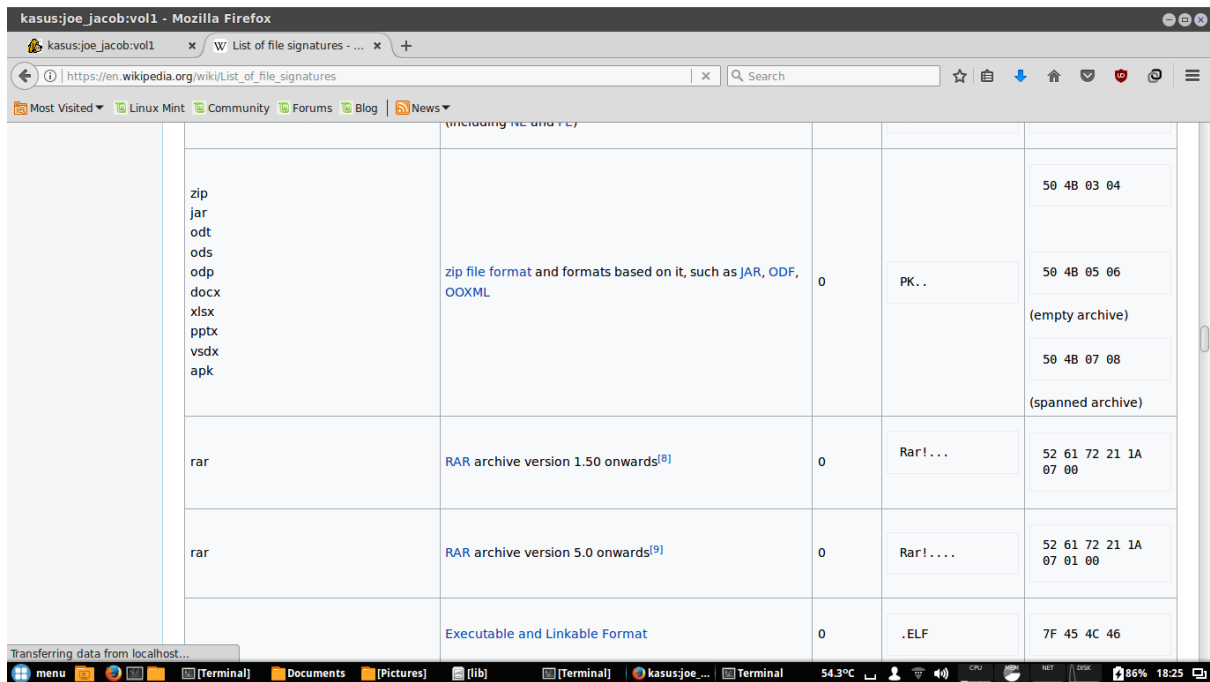 kasus:joe_jacob:vol1 - Mozilla Firefox
kasus:joe_jacob:vol1 × W List of file signatures - ... × +
https://en.wikipedia.org/wiki/List_of_file_signatures × Search
Most Visited Linux Mint Community Forums Blog News
(including NE and PE)
zip
jar
odt
ods
odp
docx
xlsx
pptx
vsdx
apk
zip file format and formats based on it, such as JAR, ODF,
OOXML
0
PK..
50 4B 03 04
50 4B 05 06
(empty archive)
50 4B 07 08
(spanned archive)
rar
RAR archive version 1.50 onwards[8]
0
Rar!...
52 61 72 21 1A
07 00
rar
RAR archive version 5.0 onwards[9]
0
Rar!....
52 61 72 21 1A
07 01 00
Executable and Linkable Format
0
.ELF
7F 45 4C 46
Transferring data from localhost...
menu [Terminal] Documents [Pictures] [lib] [Terminal] kasus:joe_... Terminal 54.3ºC CPU MEM NET DISK 86% 18:25